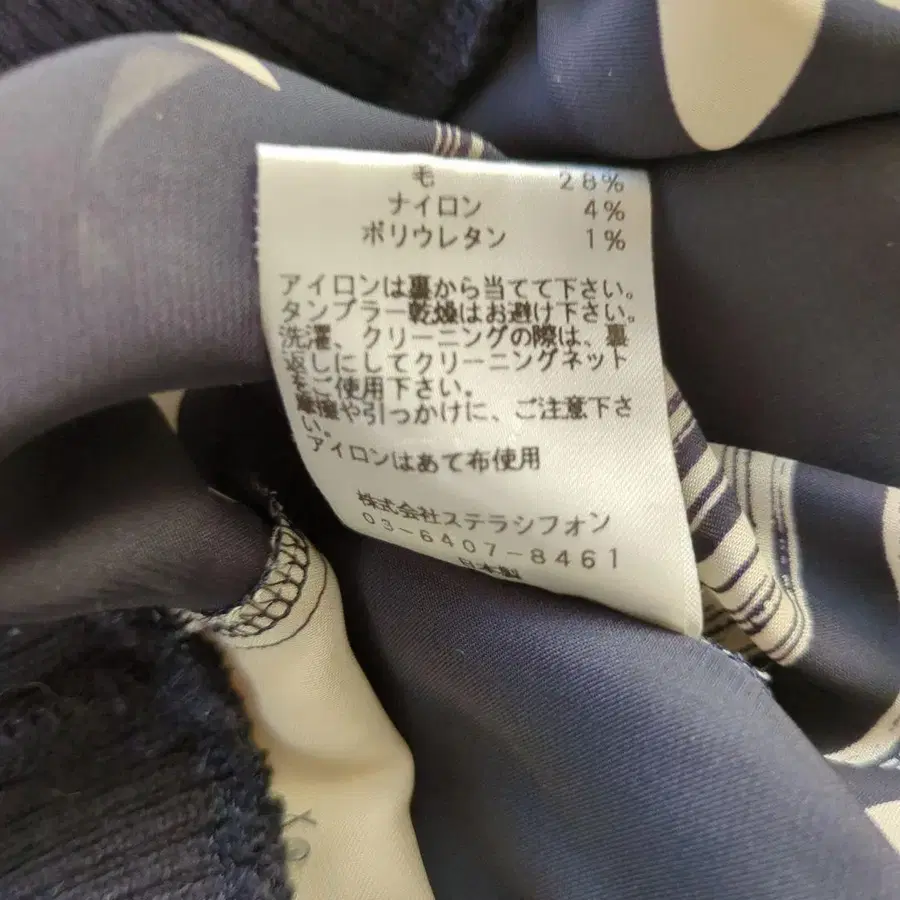 毛 28%
ナイロン 4%
ポリウレタン 1%
アイロンは裏から当てて下さい。
タンブラー乾燥はお避け下さい。
洗濯、クリーニングの際は、裏
返しにしてクリーニングネット
をご使用下さい。
摩擦や引っかけに、ご注意下さ
い。
アイロンはあて布使用
株式会社ステラシフォン
03-6407-8461
日本製